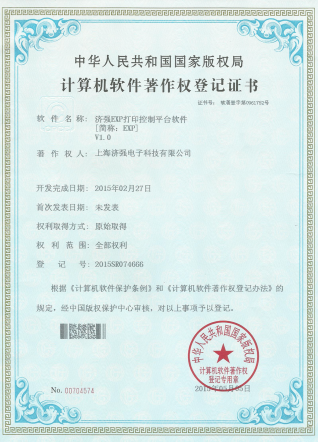 中华人民共和国国家版权局
计算机软件著作权登记证书
证书号： 软著登字第0961752号
软件名称： 济强EXP打印控制平台软件
[简称：EXP]
V1.0
著作权人： 上海济强电子科技有限公司
开发完成日期： 2015年02月27日
首次发表日期： 未发表
权利取得方式： 原始取得
权利范围： 全部权利
登记号： 2015SR074666
根据《计算机软件保护条例》和《计算机软件著作权登记办法》的
规定，经中国版权保护中心审核，对以上事项予以登记。
中华人民共和国国家版权局
计算机软件著作权
登记专用章
No. 00704574
2015年05月05日